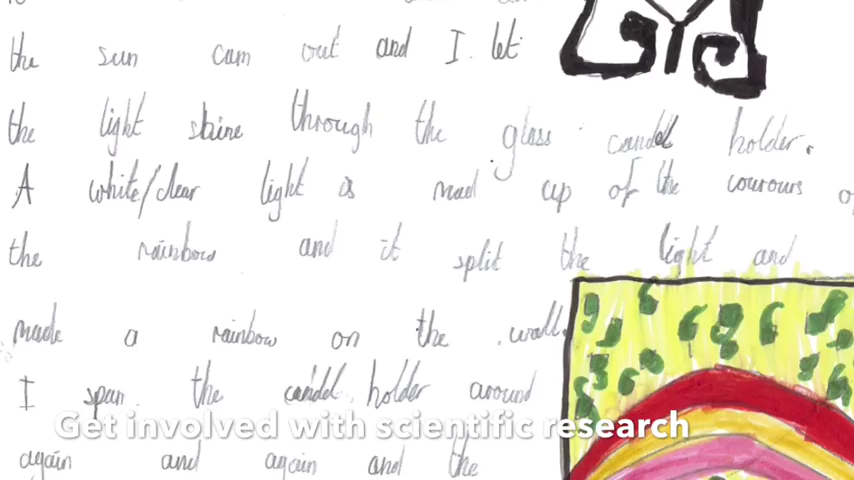 the sun cam out and I let
the light shine through the glass candel holder.
A white/clear light is mad up of the courours
the rainbow and it split the light and
made a rainbow on the wall.
I span the candel holder around
Get involved with scientific research
again and again and the